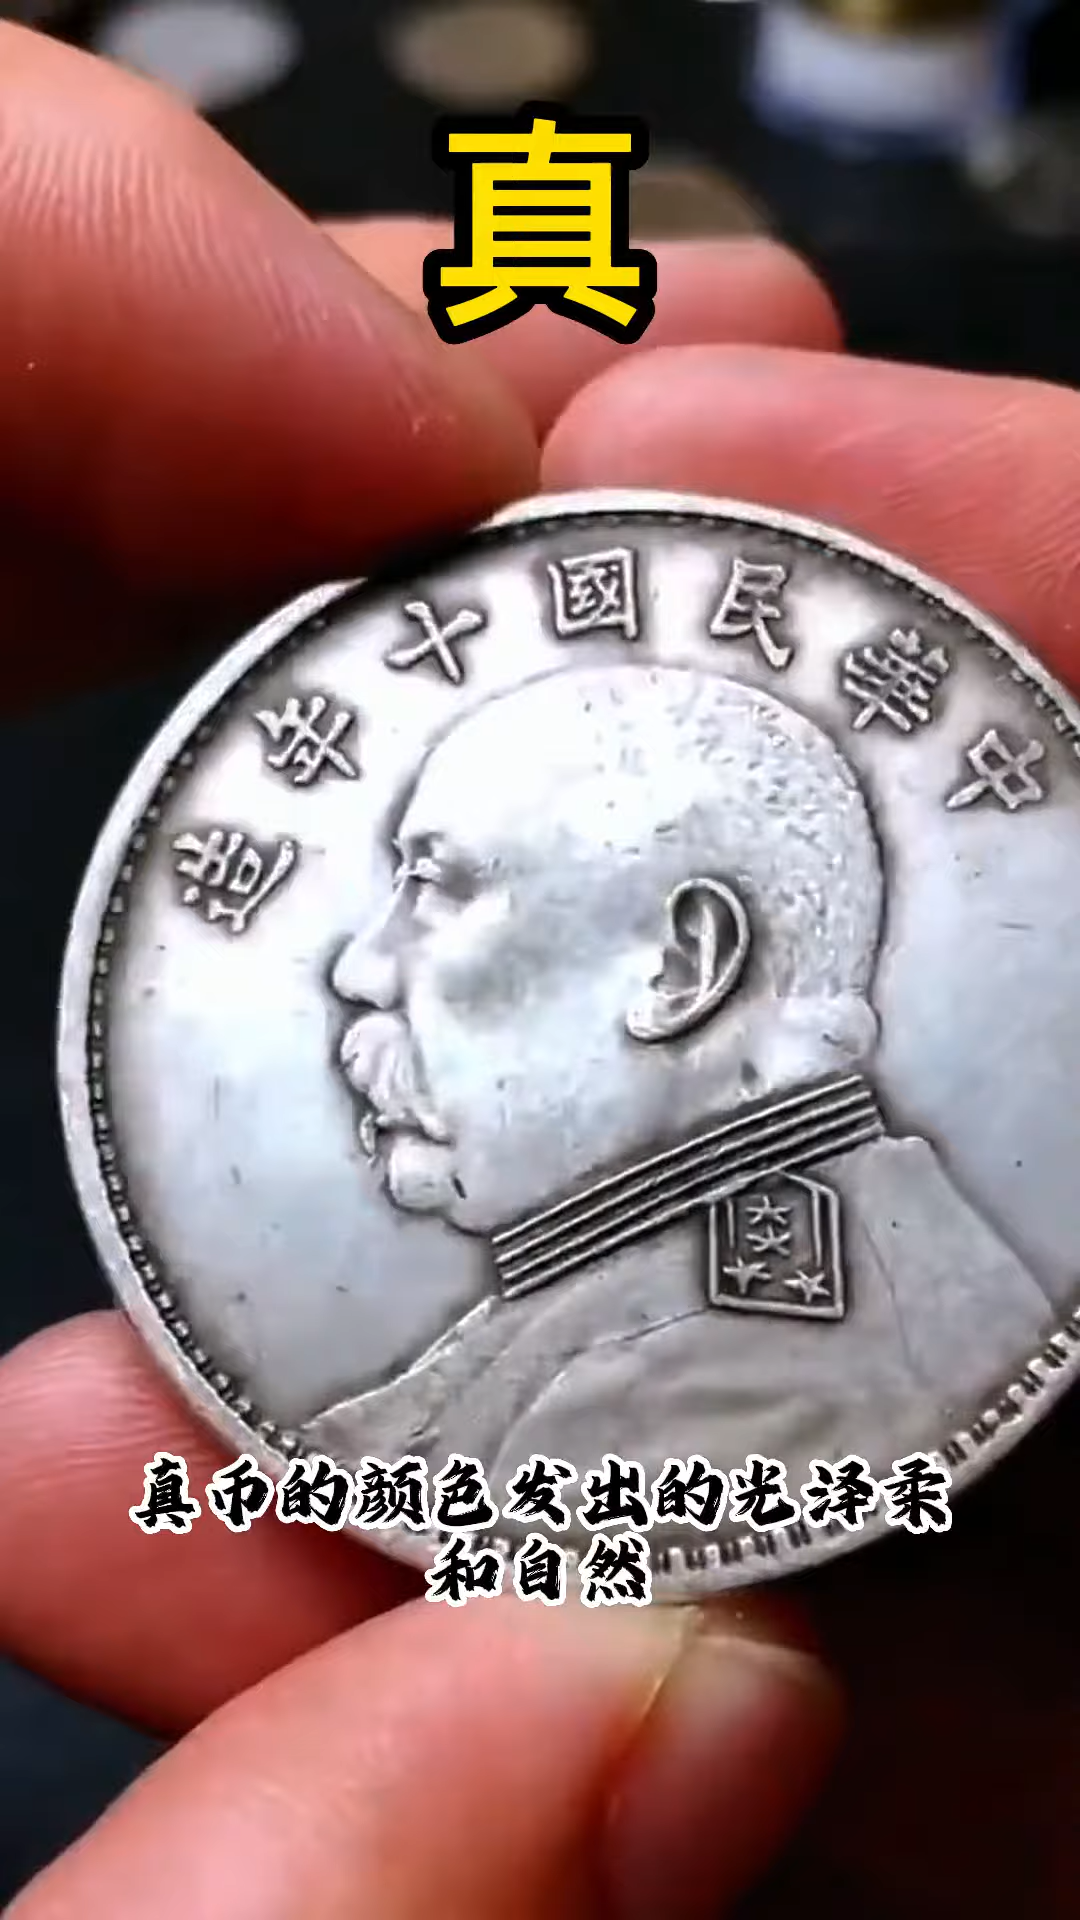 真
中華民國十年造
真币的颜色发出的光泽柔
和自然